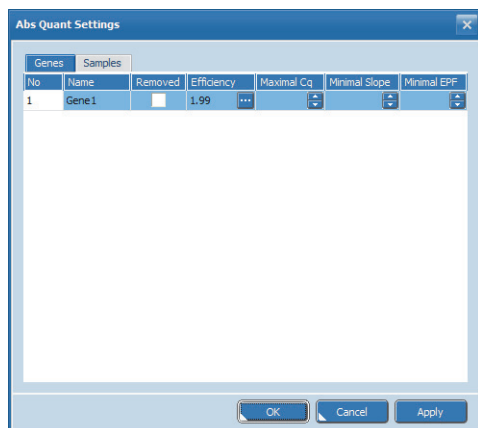 Abs Quant Settings
Genes Samples
No Name Removed Efficiency Maximal Cq Minimal Slope Minimal EPF
1 Gene1 1.99 ...
OK Cancel Apply